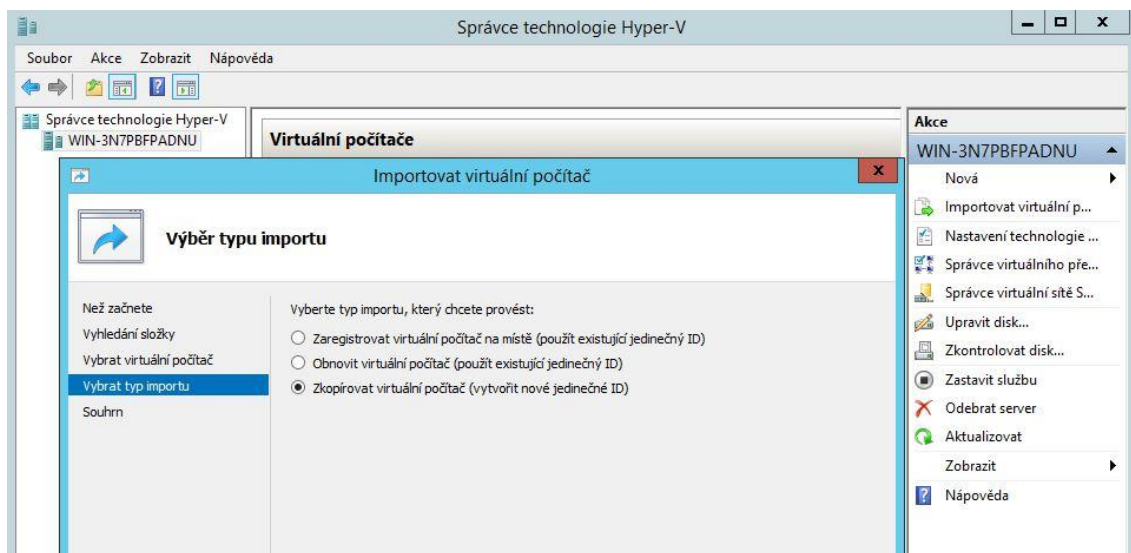 Správce technologie Hyper-V
Soubor Akce Zobrazit Nápověda
Správce technologie Hyper-V
WIN-3N7PBFPADNU
Virtuální počítače
Importovat virtuální počítač
Výběr typu importu
Než začnete
Vyhledání složky
Vybrat virtuální počítač
Vybrat typ importu
Souhrn
Vyberte typ importu, který chcete provést:
Zaregistrovat virtuální počítač na místě (použít existující jedinečný ID)
Obnovit virtuální počítač (použít existující jedinečný ID)
Zkopírovat virtuální počítač (vytvořit nové jedinečné ID)
Akce
WIN-3N7PBFPADNU
Nová
Importovat virtuální p...
Nastavení technologie ...
Správce virtuálního pře...
Správce virtuální sítě S...
Upravit disk...
Zkontrolovat disk...
Zastavit službu
Odebrat server
Aktualizovat
Zobrazit
Nápověda